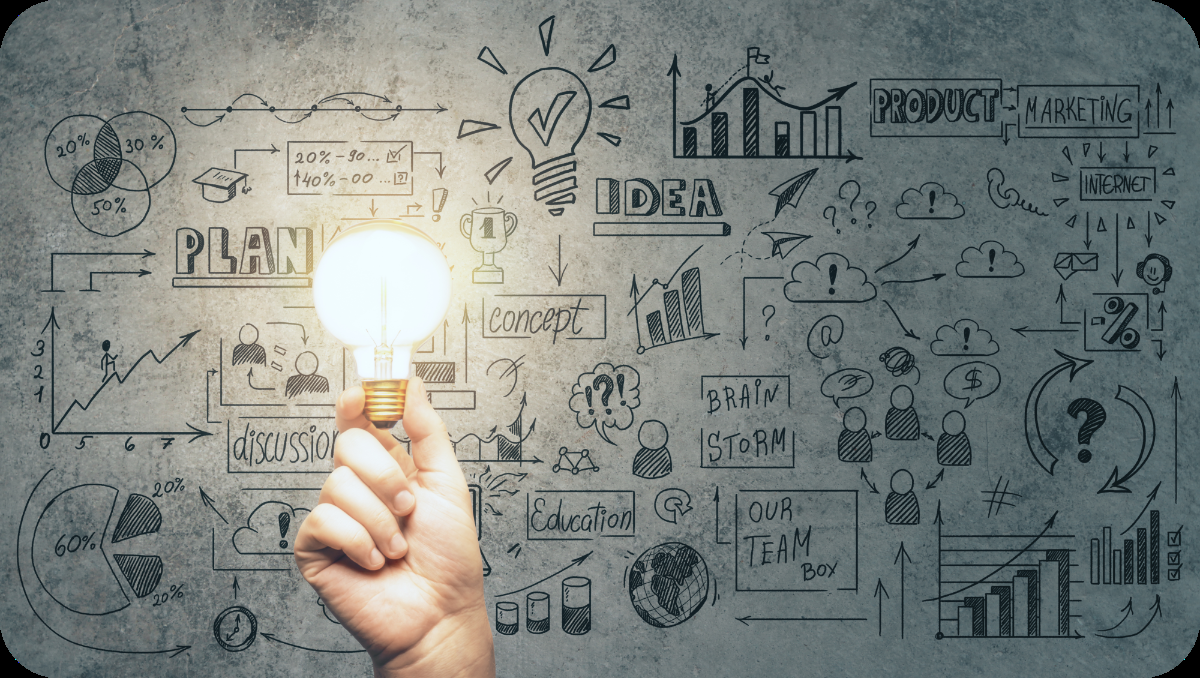 PRODUCT
MARKETING
20%
30 %
50%
20% - 90...
40% - 00 ...
INTERNET
IDEA
1
PLAN
concept
%
3
2
1
0
5 6 7
@
!?!
$
?
BRAIN
STORM
discussion
20%
60%
20%
Education
#
OUR
TEAM
BOX